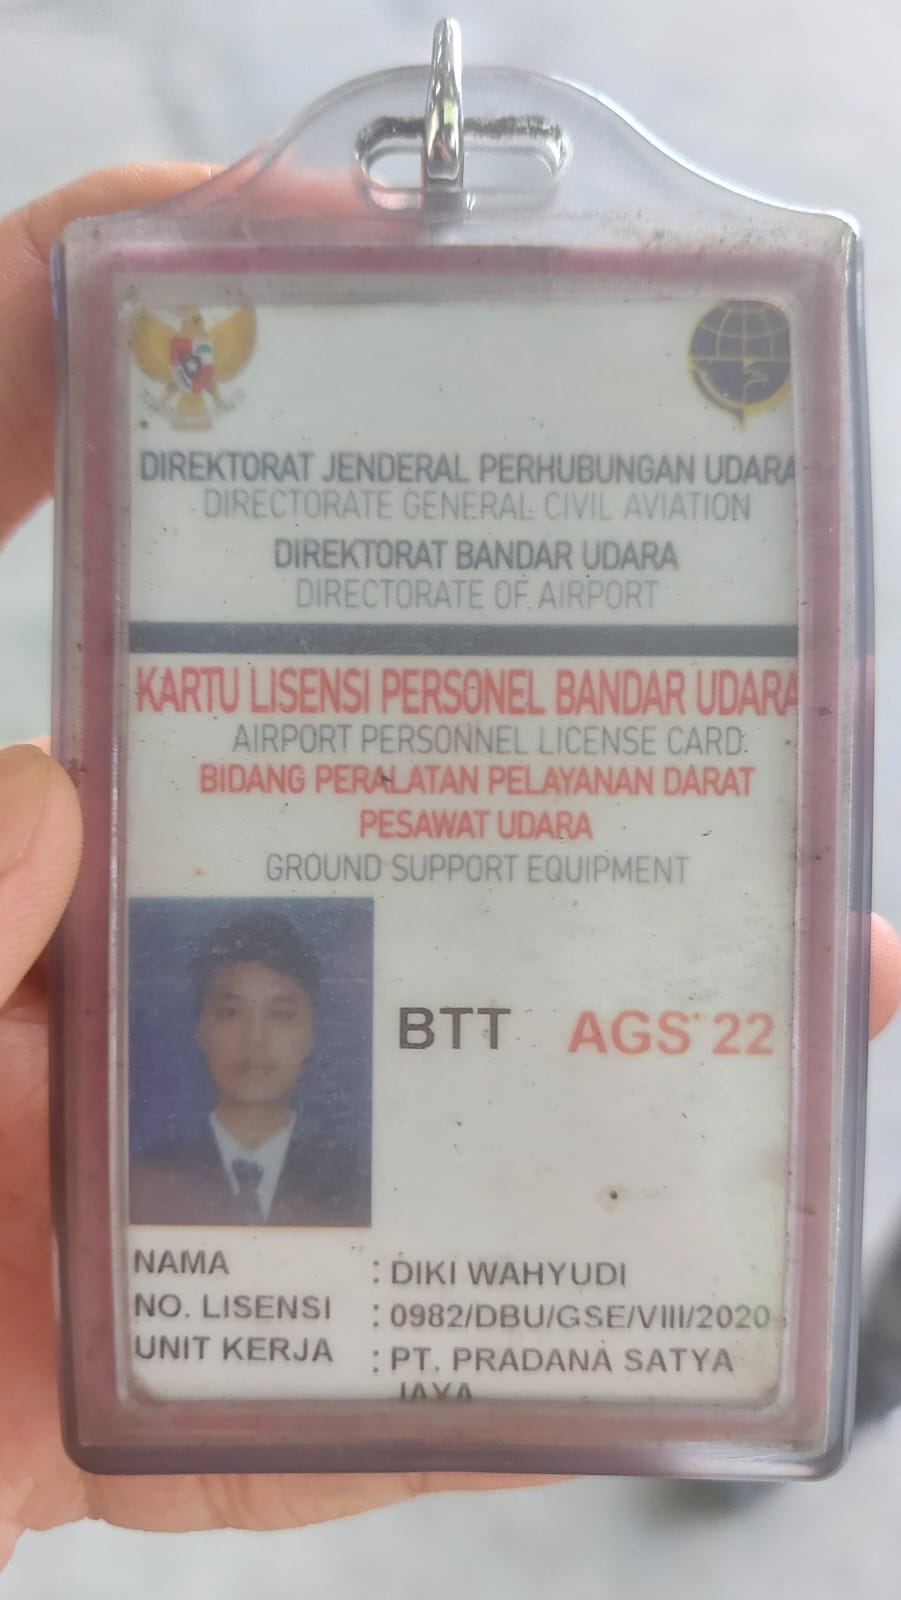 DIREKTORAT JENDERAL PERHUBUNGAN UDARA
DIRECTORATE GENERAL CIVIL AVIATION
DIREKTORAT BANDAR UDARA
DIRECTORATE OF AIRPORT
KARTU LISENSI PERSONEL BANDAR UDARA
AIRPORT PERSONNEL LICENSE CARD
BIDANG PERALATAN PELAYANAN DARAT
PESAWAT UDARA
GROUND SUPPORT EQUIPMENT
BTT AGS 22
NAMA : DIKI WAHYUDI
NO. LISENSI : 0982/DBU/GSE/VIII/2020
UNIT KERJA : PT. PRADANA SATYA
JAYA